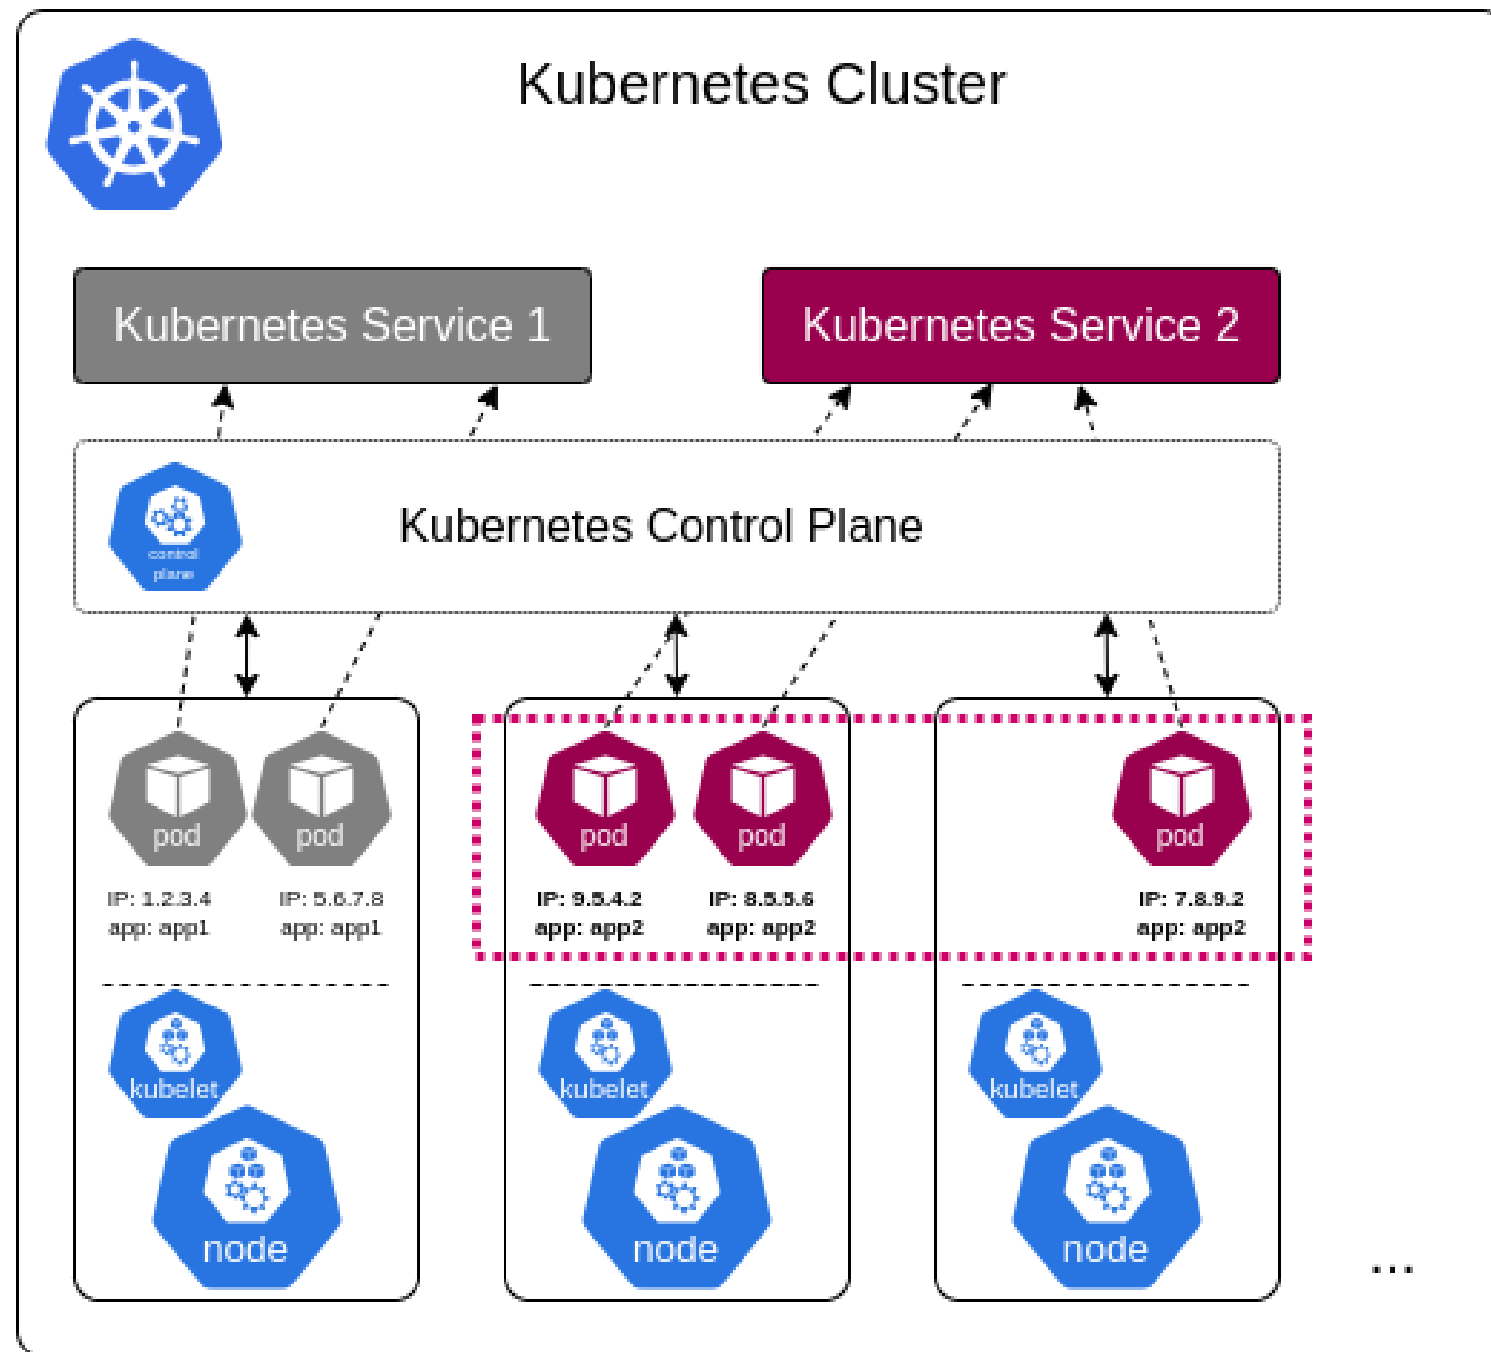 Kubernetes Cluster
Kubernetes Service 1
Kubernetes Service 2
Kubernetes Control Plane
control
plane
pod
pod
pod
pod
pod
IP: 1.2.3.4
app: app1
IP: 5.6.7.8
app: app1
IP: 9.5.4.2
app: app2
IP: 8.5.5.6
app: app2
IP: 7.8.9.2
app: app2
kubelet
kubelet
kubelet
node
node
node
...